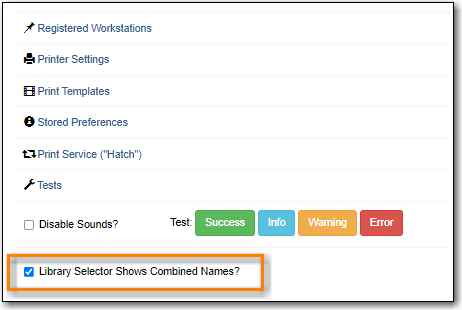 Registered Workstations
Printer Settings
Print Templates
Stored Preferences
Print Service ("Hatch")
Tests
Disable Sounds? Test: Success Info Warning Error
Library Selector Shows Combined Names?